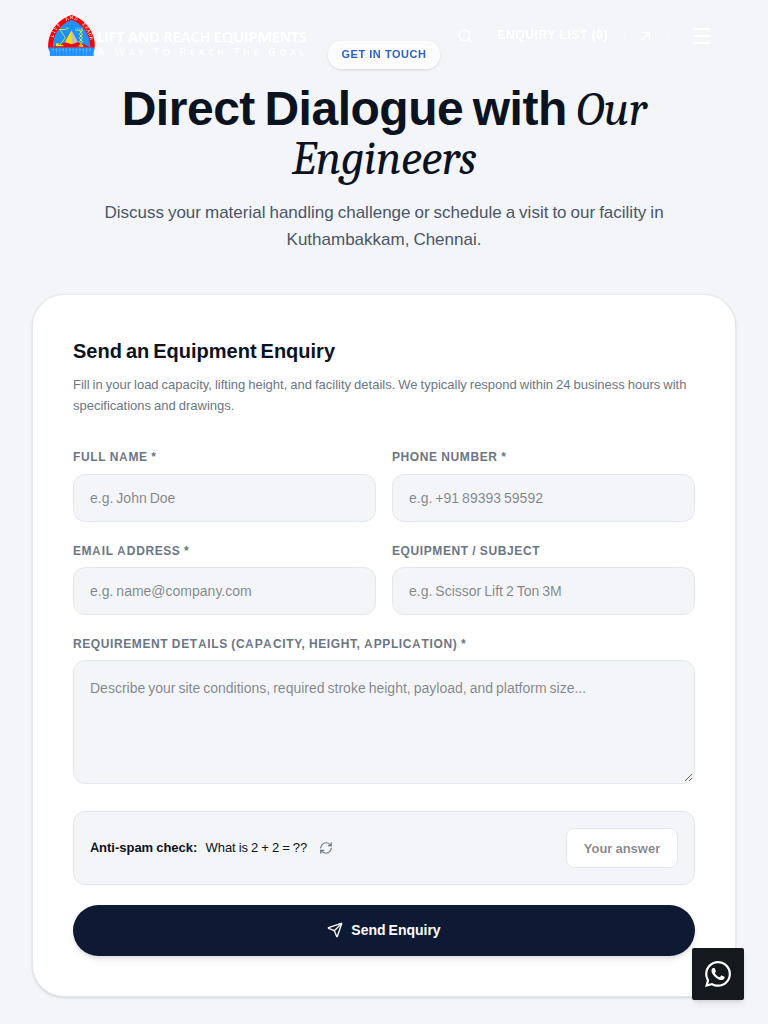 LIFT AND REACH EQUIPMENTS
A Way To Reach The Goal
ENQUIRY LIST (0)
GET IN TOUCH
Direct Dialogue with Our
Engineers
Discuss your material handling challenge or schedule a visit to our facility in
Kuthambakkam, Chennai.
Send an Equipment Enquiry
Fill in your load capacity, lifting height, and facility details. We typically respond within 24 business hours with
specifications and drawings.
FULL NAME *
PHONE NUMBER *
e.g. John Doe
e.g. +91 89393 59592
EMAIL ADDRESS *
EQUIPMENT / SUBJECT
e.g. name@company.com
e.g. Scissor Lift 2 Ton 3M
REQUIREMENT DETAILS (CAPACITY, HEIGHT, APPLICATION) *
Describe your site conditions, required stroke height, payload, and platform size...
Anti-spam check: What is 2 + 2 = ??
Your answer
Send Enquiry